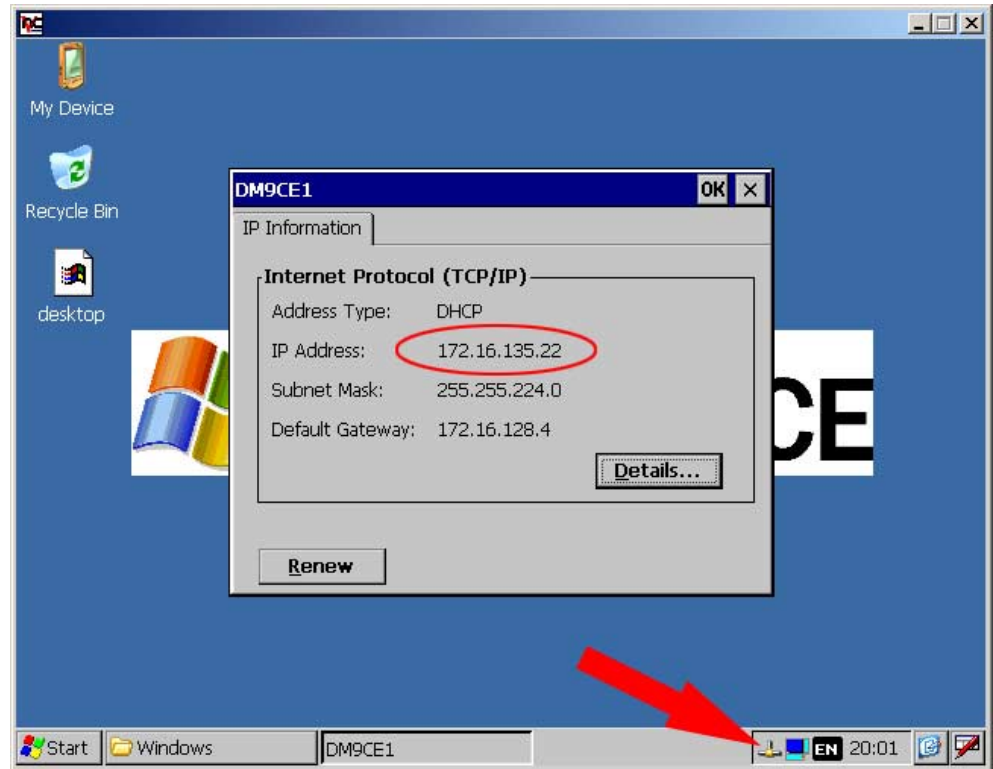 My Device
Recycle Bin
desktop
CE
DM9CE1
OK
IP Information
Internet Protocol (TCP/IP)
Address Type: DHCP
IP Address: 172.16.135.22
Subnet Mask: 255.255.224.0
Default Gateway: 172.16.128.4
Details...
Renew
Start Windows DM9CE1 EN 20:01